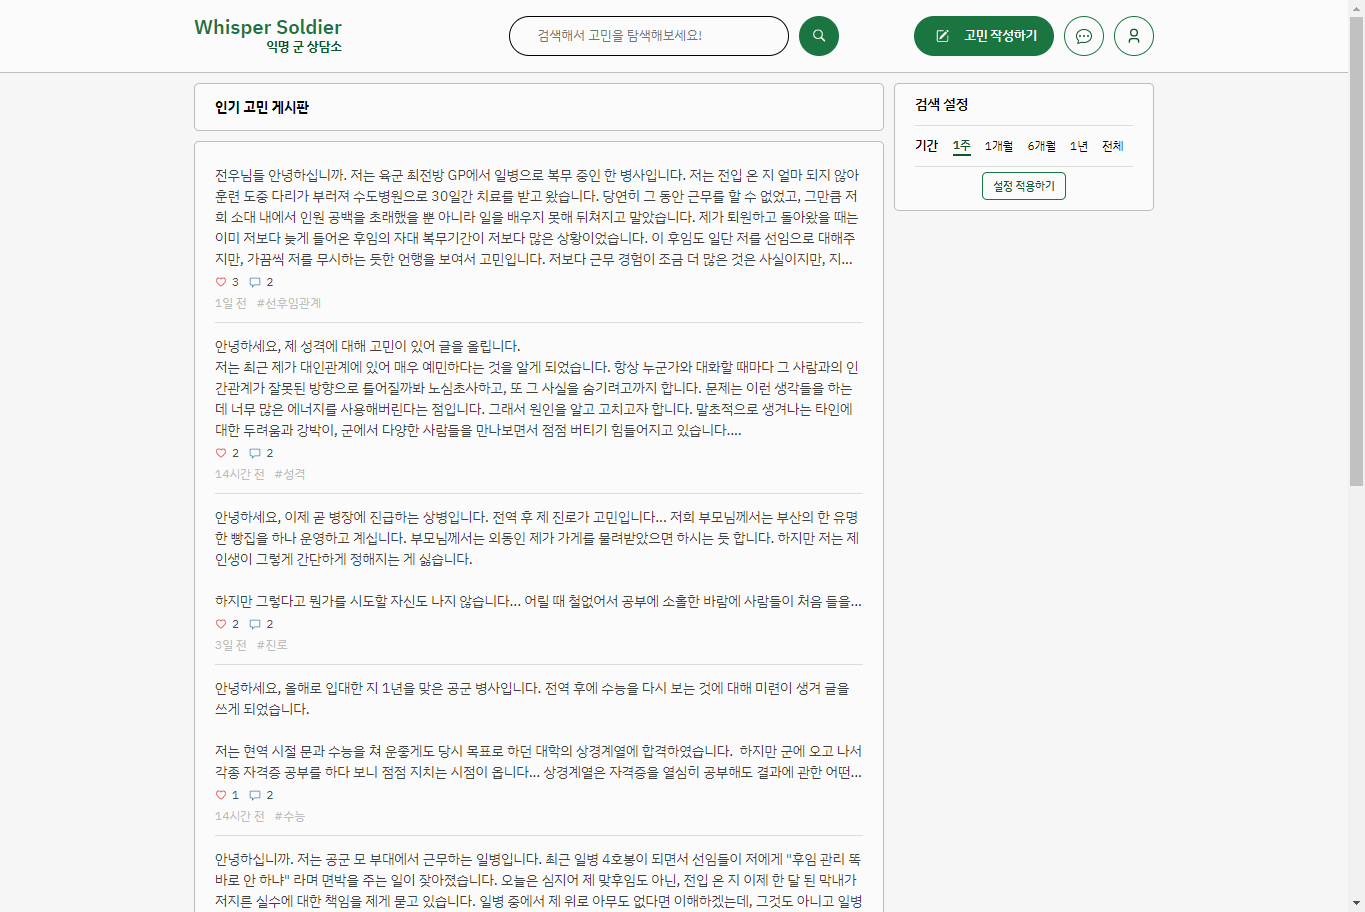 Whisper Soldier
익명 군 상담소
검색해서 고민을 탐색해보세요!
고민 작성하기
인기 고민 게시판
전우님들 안녕하십니까. 저는 육군 최전방 GP에서 일병으로 복무 중인 한 병사입니다. 저는 전입 온 지 얼마 되지 않아
훈련 도중 다리가 부러져 수도병원으로 30일간 치료를 받고 왔습니다. 당연히 그 동안 근무를 할 수 없었고, 그만큼 저
희 소대 내에서 인원 공백을 초래했을 뿐 아니라 일을 배우지 못해 뒤쳐지고 말았습니다. 제가 퇴원하고 돌아왔을 때는
이미 저보다 늦게 들어온 후임의 자대 복무기간이 저보다 많은 상황이었습니다. 이 후임도 일단 저를 선임으로 대해주
지만, 가끔씩 저를 무시하는 듯한 언행을 보여서 고민입니다. 저보다 근무 경험이 조금 더 많은 것은 사실이지만, 지...
3 2
1일 전 #선후임관계
안녕하세요, 제 성격에 대해 고민이 있어 글을 올립니다.
저는 최근 제가 대인관계에 있어 매우 예민하다는 것을 알게 되었습니다. 항상 누군가와 대화할 때마다 그 사람과의 인
간관계가 잘못된 방향으로 틀어질까봐 노심초사하고, 또 그 사실을 숨기려고까지 합니다. 문제는 이런 생각들을 하는
데 너무 많은 에너지를 사용해버린다는 점입니다. 그래서 원인을 알고 고치고자 합니다. 말초적으로 생겨나는 타인에
대한 두려움과 강박이, 군에서 다양한 사람들을 만나보면서 점점 버티기 힘들어지고 있습니다....
2 2
14시간 전 #성격
안녕하세요, 이제 곧 병장에 진급하는 상병입니다. 전역 후 제 진로가 고민입니다... 저희 부모님께서는 부산의 한 유명
한 빵집을 하나 운영하고 계십니다. 부모님께서는 외동인 제가 가게를 물려받았으면 하시는 듯 합니다. 하지만 저는 제
인생이 그렇게 간단하게 정해지는 게 싫습니다.
하지만 그렇다고 뭔가를 시도할 자신도 나지 않습니다... 어릴 때 철없어서 공부에 소홀한 바람에 사람들이 처음 들을...
2 2
3일 전 #진로
안녕하세요, 올해로 입대한 지 1년을 맞은 공군 병사입니다. 전역 후에 수능을 다시 보는 것에 대해 미련이 생겨 글을
쓰게 되었습니다.
저는 현역 시절 문과 수능을 쳐 운좋게도 당시 목표로 하던 대학의 상경계열에 합격하였습니다. 하지만 군에 오고 나서
각종 자격증 공부를 하다 보니 점점 지치는 시점이 옵니다... 상경계열은 자격증을 열심히 공부해도 결과에 관한 어떤...
1 2
14시간 전 #수능
안녕하십니까. 저는 공군 모 부대에서 근무하는 일병입니다. 최근 일병 4호봉이 되면서 선임들이 저에게 "후임 관리 똑
바로 안 하냐" 라며 면박을 주는 일이 잦아졌습니다. 오늘은 심지어 제 맞후임도 아닌, 전입 온 지 이제 한 달 된 막내가
저지른 실수에 대한 책임을 제게 묻고 있습니다. 일병 중에서 제 위로 아무도 없다면 이해하겠는데, 그것도 아니고 일병
검색 설정
기간 1주 1개월 6개월 1년 전체
설정 적용하기